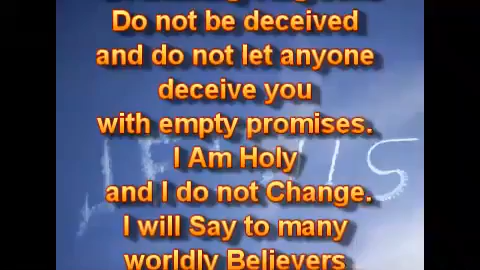 Do not be deceived
and do not let anyone
deceive you
with empty promises.
I Am Holy
and I do not Change.
I will Say to many
worldly Believers
JESUS